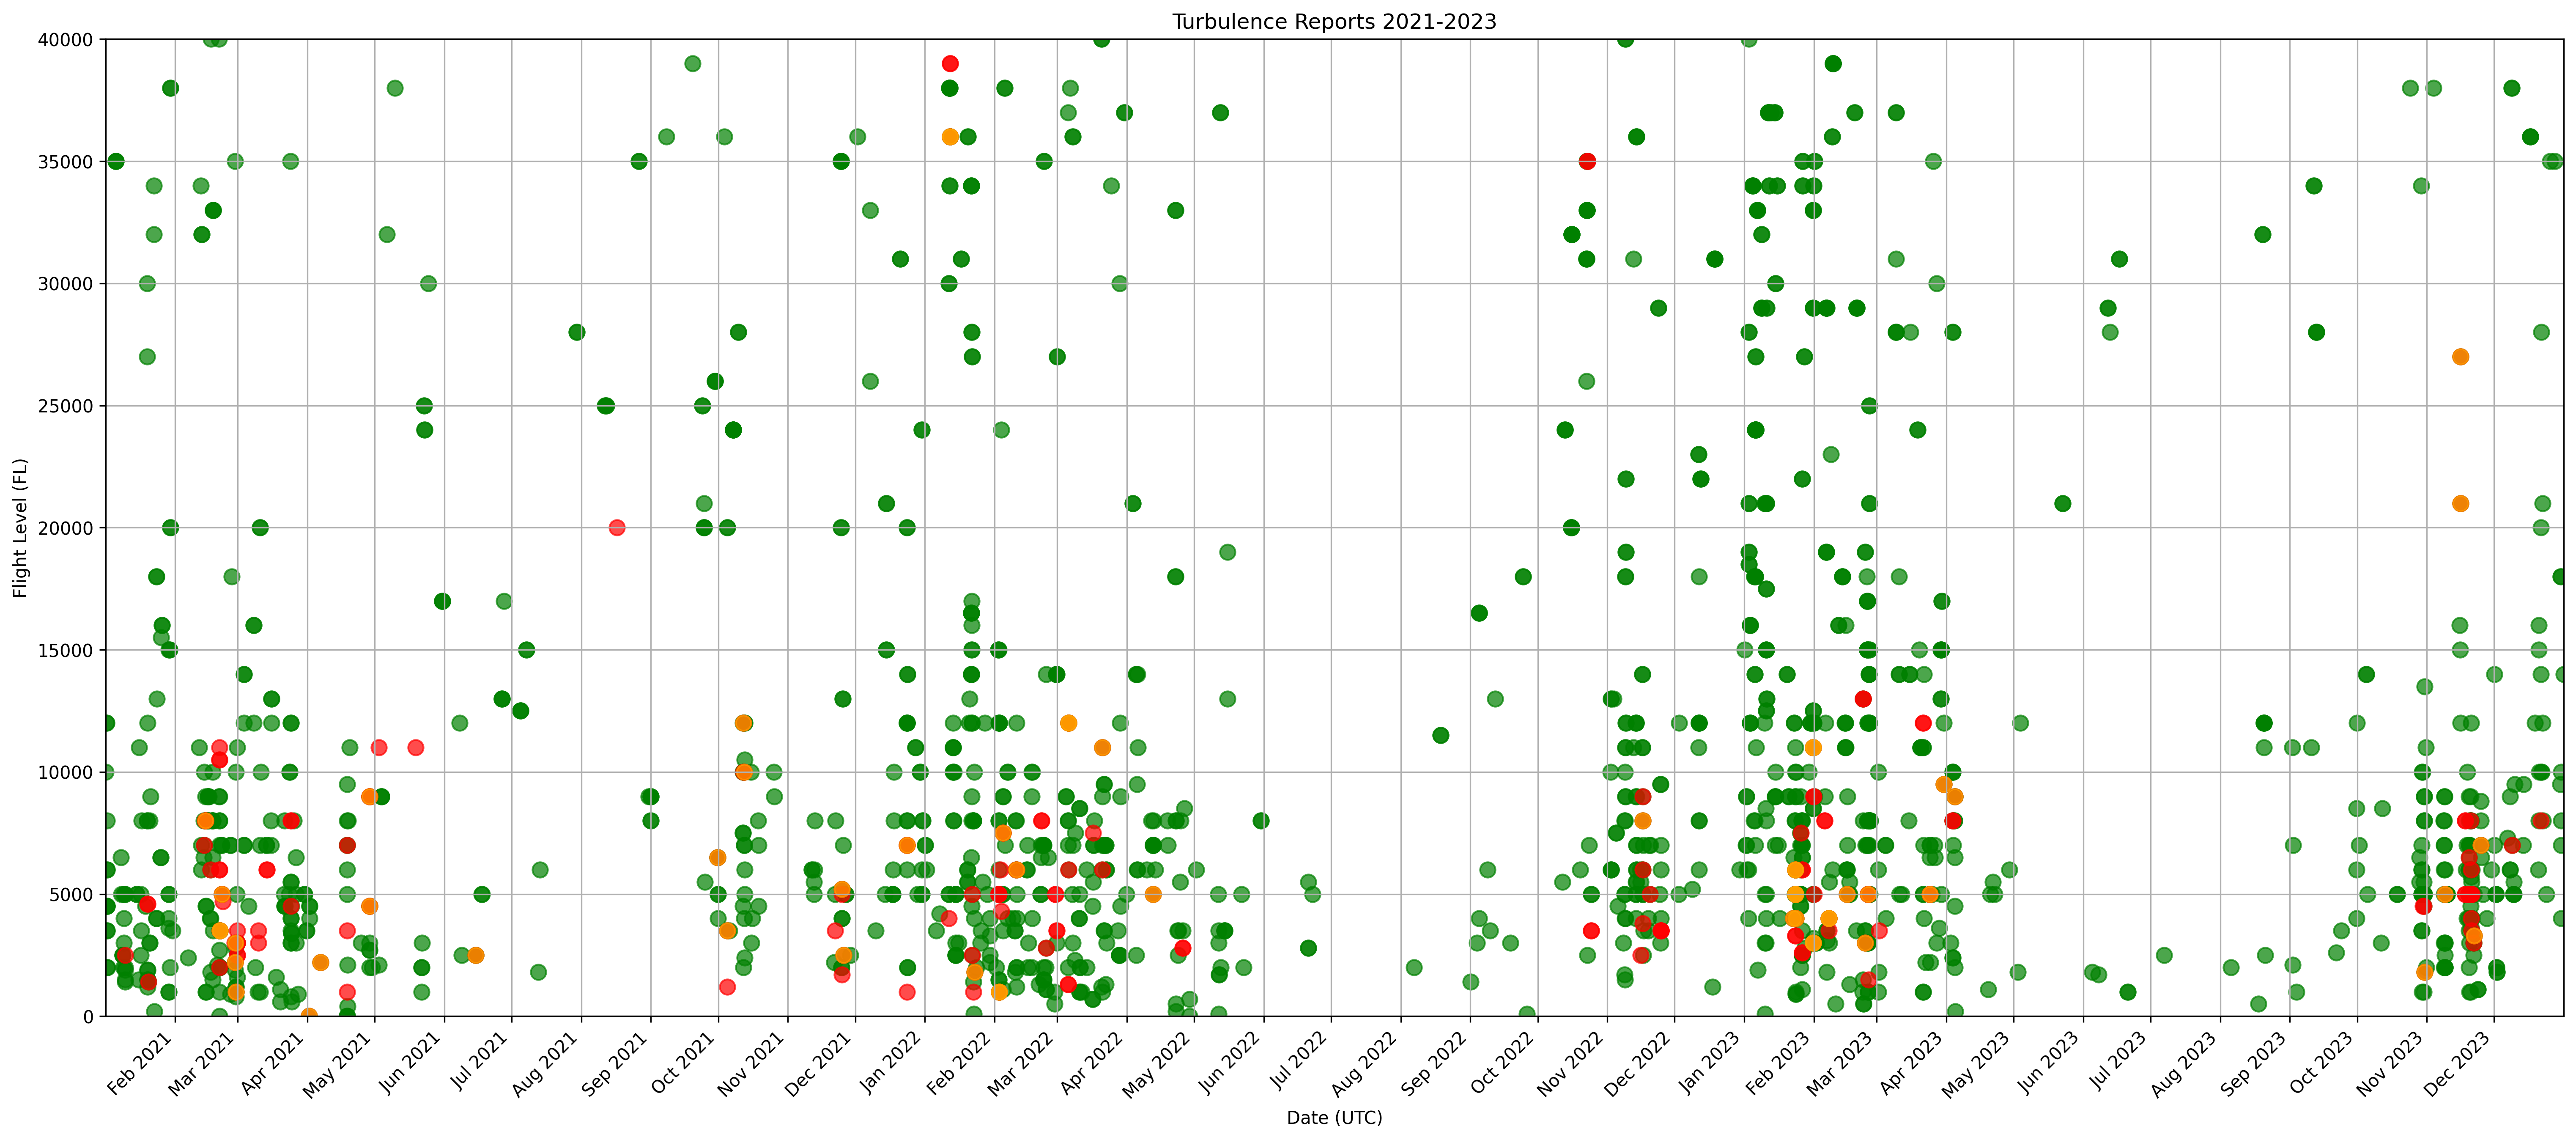 Turbulence Reports 2021-2023
Flight Level (FL)
40000
35000
30000
25000
20000
15000
10000
5000
0
Feb 2021
Mar 2021
Apr 2021
May 2021
Jun 2021
Jul 2021
Aug 2021
Sep 2021
Oct 2021
Nov 2021
Dec 2021
Jan 2022
Feb 2022
Mar 2022
Apr 2022
May 2022
Jun 2022
Jul 2022
Aug 2022
Sep 2022
Oct 2022
Nov 2022
Dec 2022
Jan 2023
Feb 2023
Mar 2023
Apr 2023
May 2023
Jun 2023
Jul 2023
Aug 2023
Sep 2023
Oct 2023
Nov 2023
Dec 2023
Date (UTC)